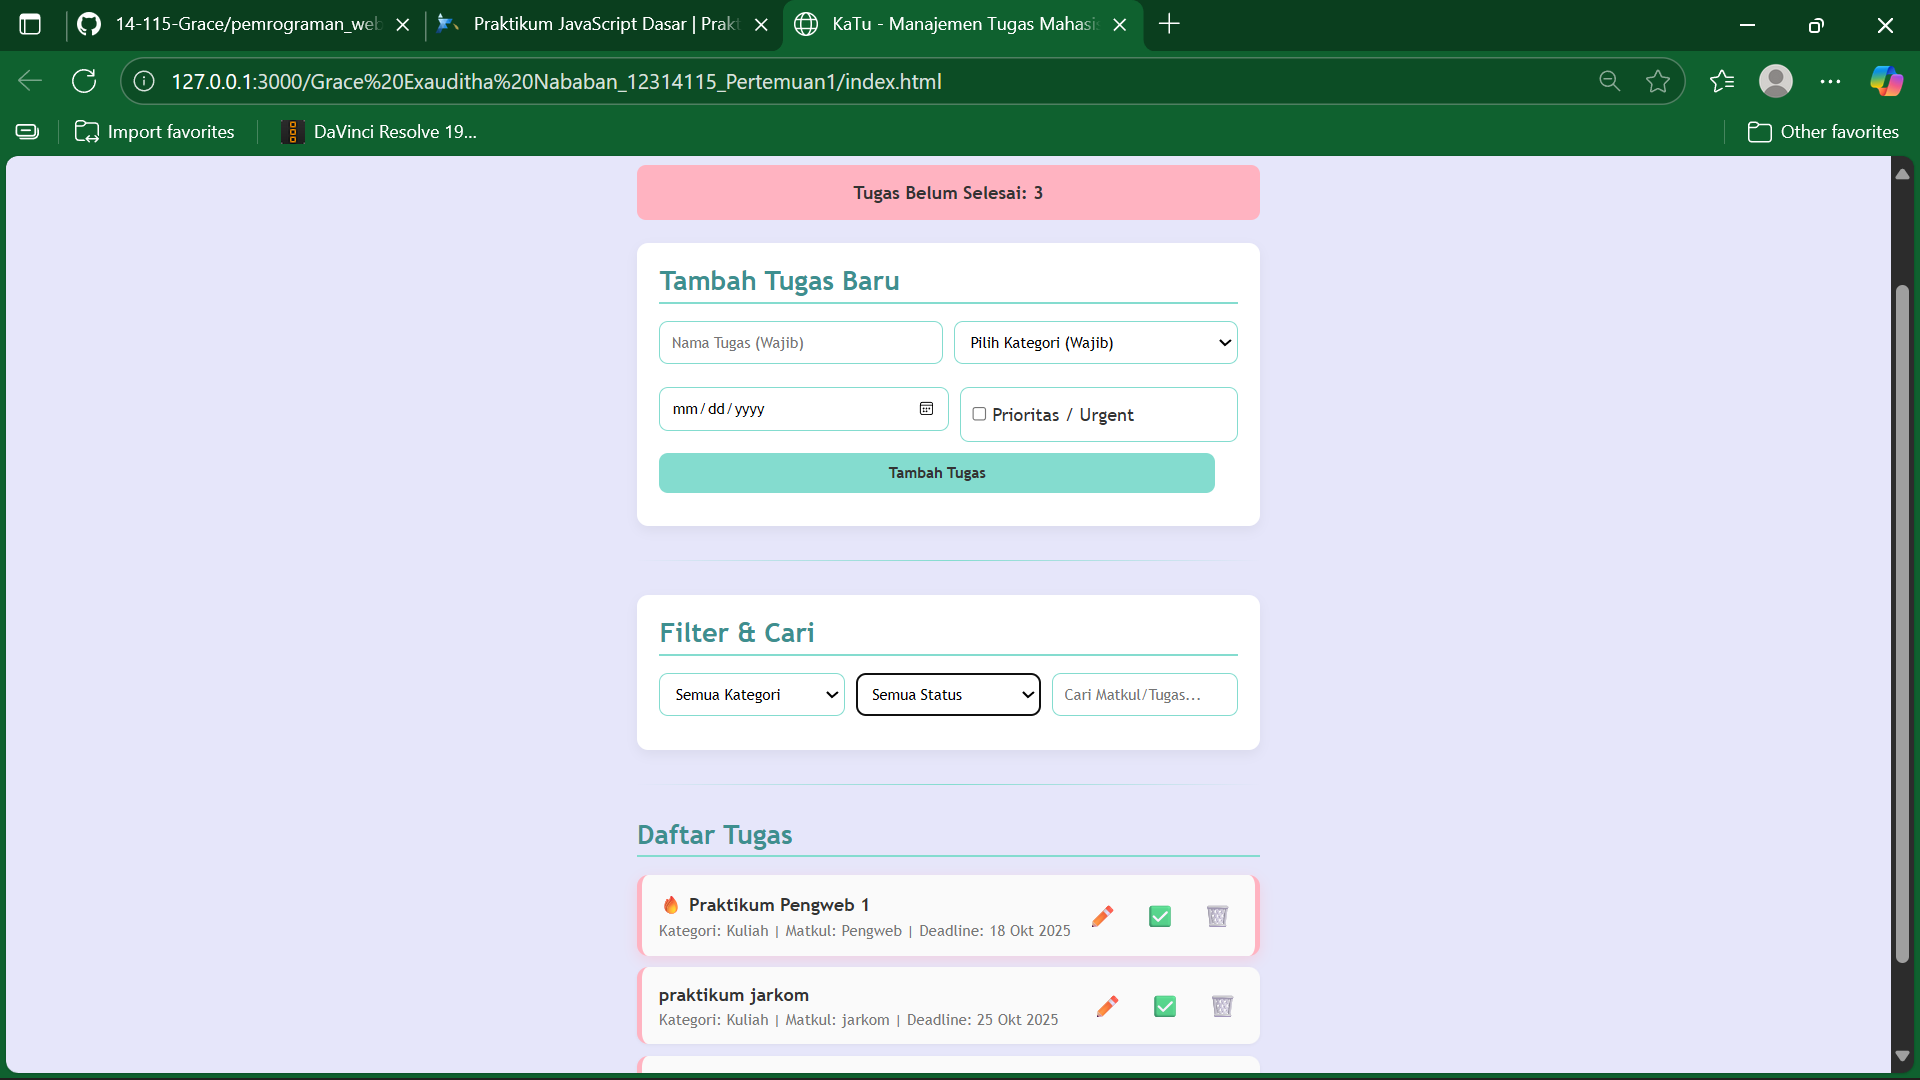 14-115-Grace/pemrograman_web
Praktikum JavaScript Dasar | Prakt
KaTu - Manajemen Tugas Mahasis
127.0.0.1:3000/Grace%20Exauditha%20Nababan_12314115_Pertemuan1/index.html
Import favorites
DaVinci Resolve 19...
Other favorites
Tugas Belum Selesai: 3
Tambah Tugas Baru
Nama Tugas (Wajib)
Pilih Kategori (Wajib)
mm/dd/yyyy
Prioritas / Urgent
Tambah Tugas
Filter & Cari
Semua Kategori
Semua Status
Cari Matkul/Tugas...
Daftar Tugas
Praktikum Pengweb 1
Kategori: Kuliah | Matkul: Pengweb | Deadline: 18 Okt 2025
praktikum jarkom
Kategori: Kuliah | Matkul: jarkom | Deadline: 25 Okt 2025